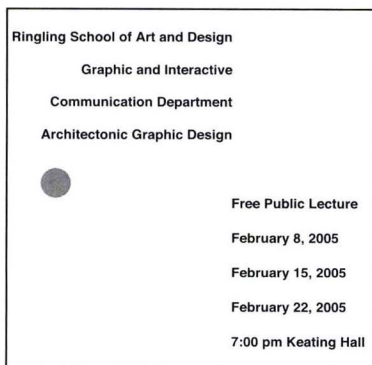 Ringling School of Art and Design
Graphic and Interactive
Communication Department
Architectonic Graphic Design
Free Public Lecture
February 8, 2005
February 15, 2005
February 22, 2005
7:00 pm Keating Hall